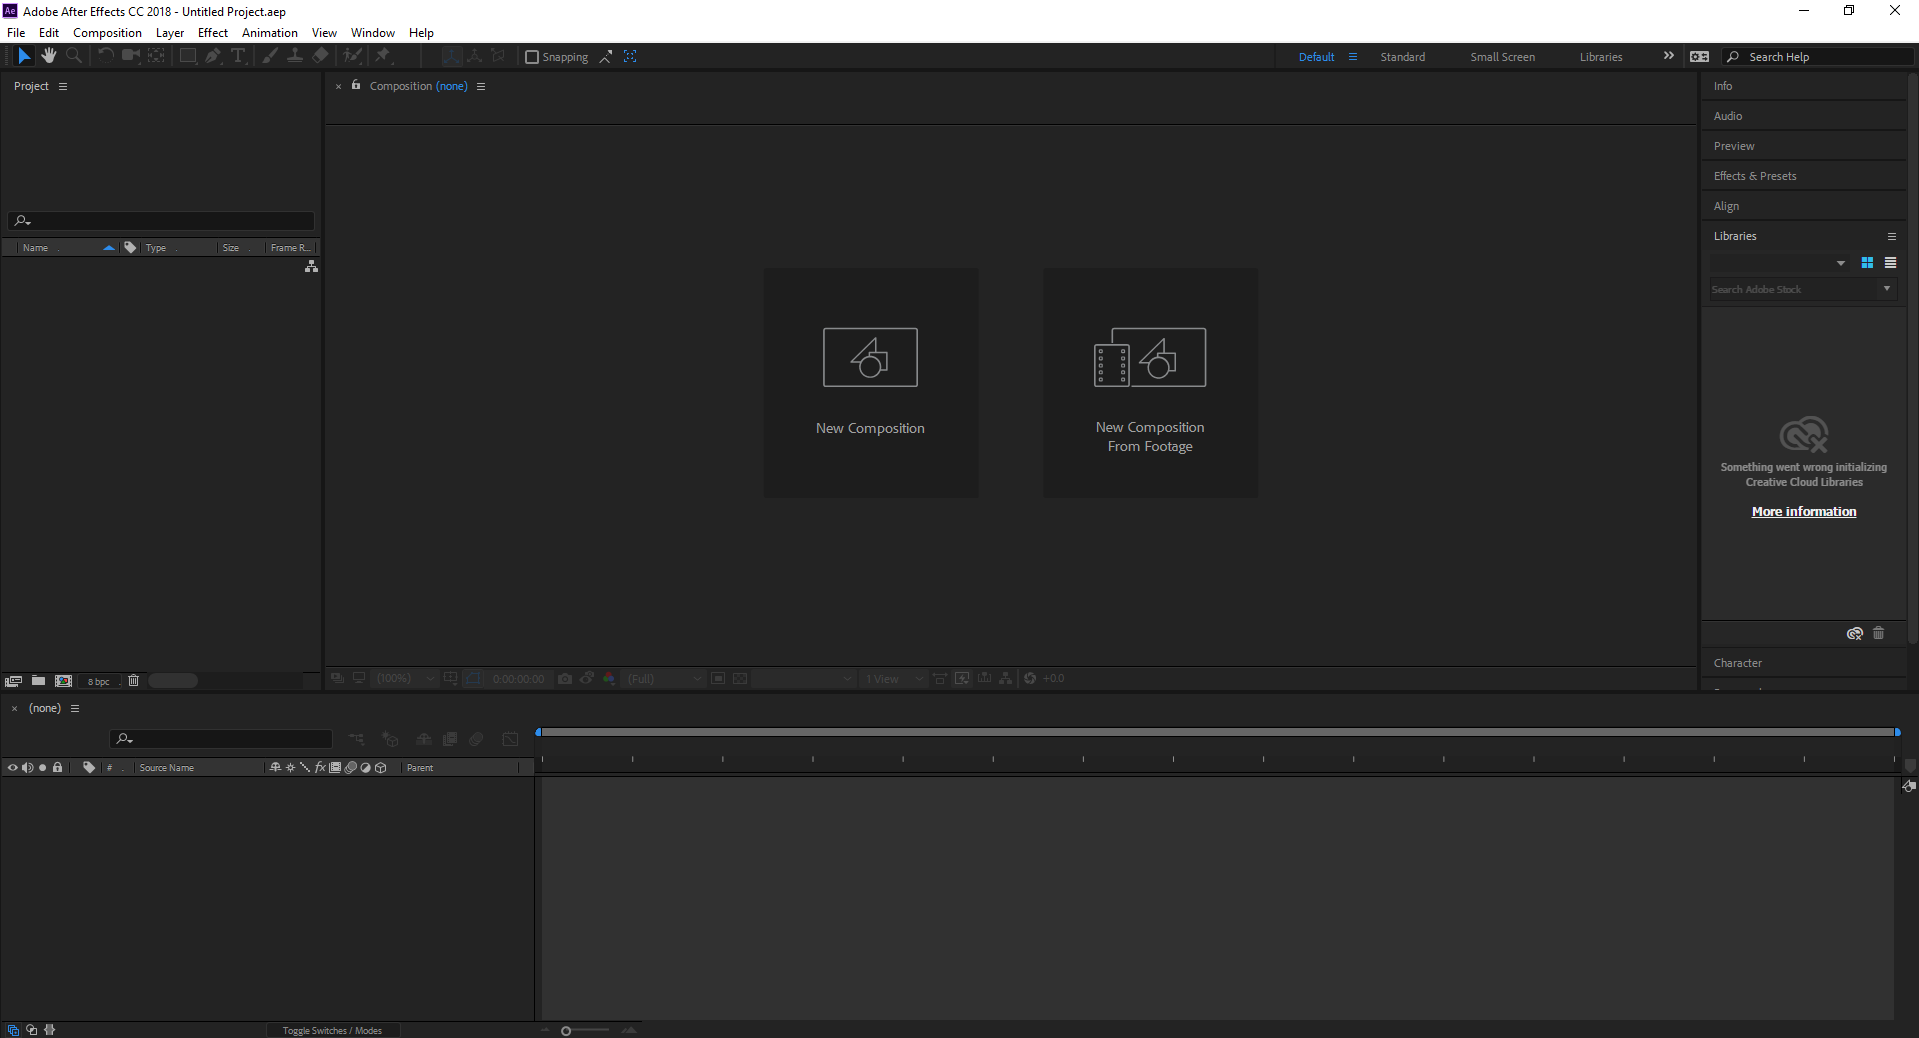 Ae Adobe After Effects CC 2018 - Untitled Project.aep
File Edit Composition Layer Effect Animation View Window Help
Snapping
Default Standard Small Screen Libraries Search Help
Project
Composition (none)
Name Type Size Frame R...
New Composition
New Composition
From Footage
Info
Audio
Preview
Effects & Presets
Align
Libraries
Search Adobe Stock
Something went wrong initializing
Creative Cloud Libraries
More information
Character
8 bpc
(100%) 0:00:00:00 (Full) 1 View +0.0
(none)
# Source Name fx Parent
Toggle Switches / Modes